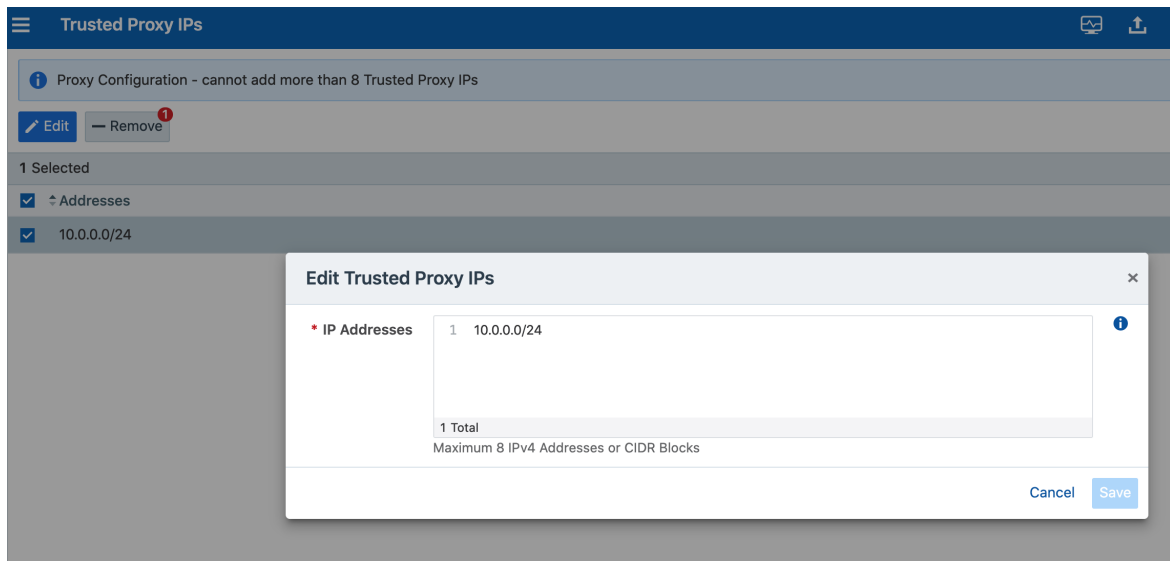 Trusted Proxy IPs
Proxy Configuration - cannot add more than 8 Trusted Proxy IPs
Edit
Remove
1
1 Selected
Addresses
10.0.0.0/24
Edit Trusted Proxy IPs
* IP Addresses
1 10.0.0.0/24
1 Total
Maximum 8 IPv4 Addresses or CIDR Blocks
Cancel
Save